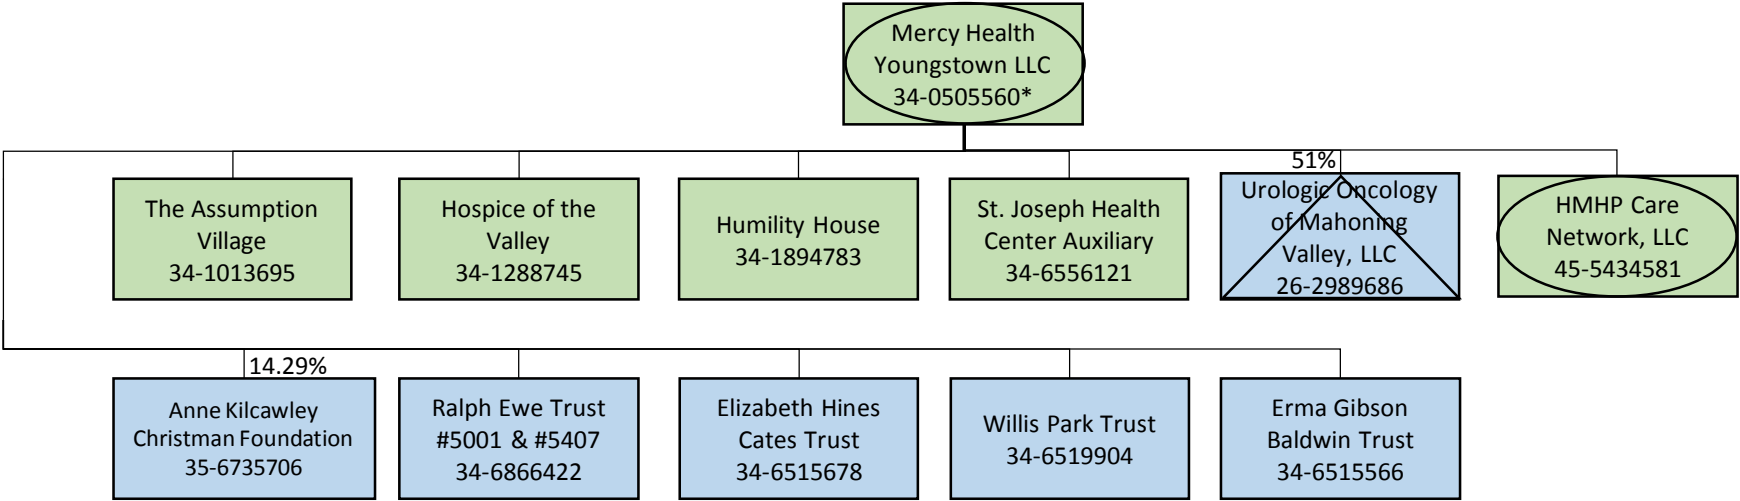 Mercy Health
Youngstown LLC
34-0505560*
The Assumption
Village
34-1013695
Hospice of the
Valley
34-1288745
Humility House
34-1894783
St. Joseph Health
Center Auxiliary
34-6556121
51%
Urologic Oncology
of Mahoning
Valley, LLC
26-2989686
HMHP Care
Network, LLC
45-5434581
14.29%
Anne Kilcawley
Christman Foundation
35-6735706
Ralph Ewe Trust
#5001 & #5407
34-6866422
Elizabeth Hines
Cates Trust
34-6515678
Willis Park Trust
34-6519904
Erma Gibson
Baldwin Trust
34-6515566